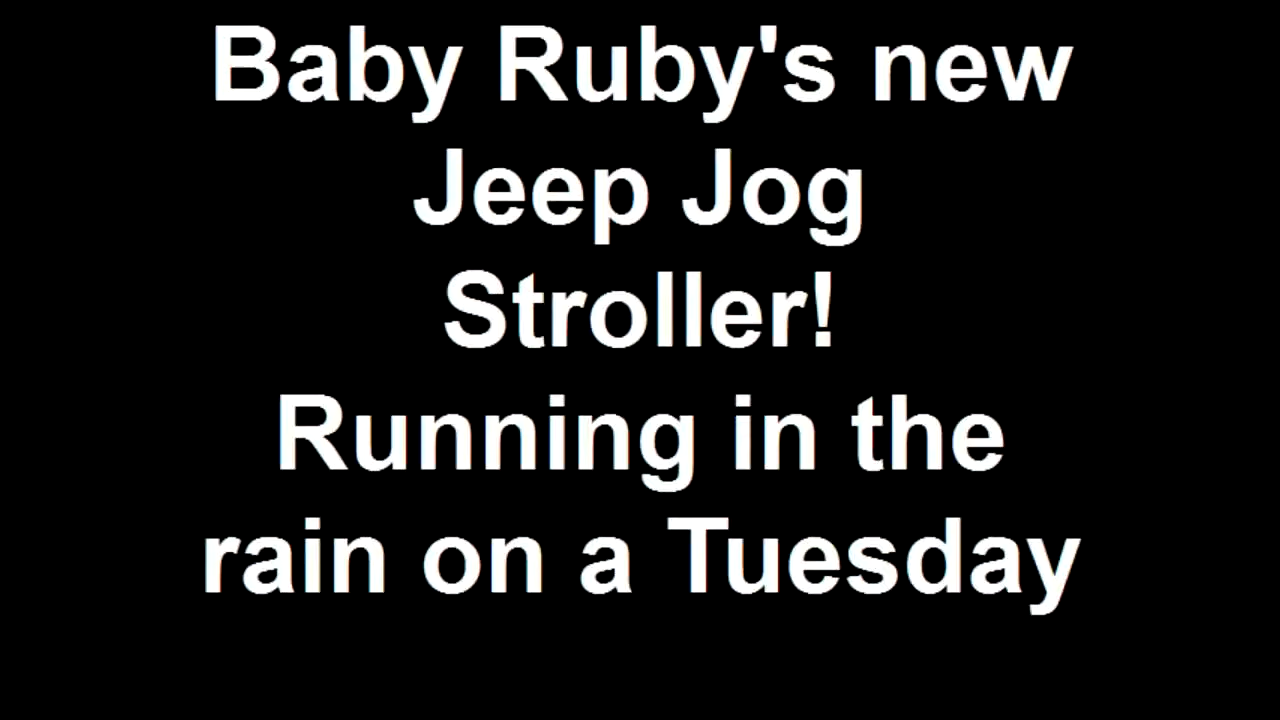 Baby Ruby's new
Jeep Jog
Stroller!
Running in the
rain on a Tuesday